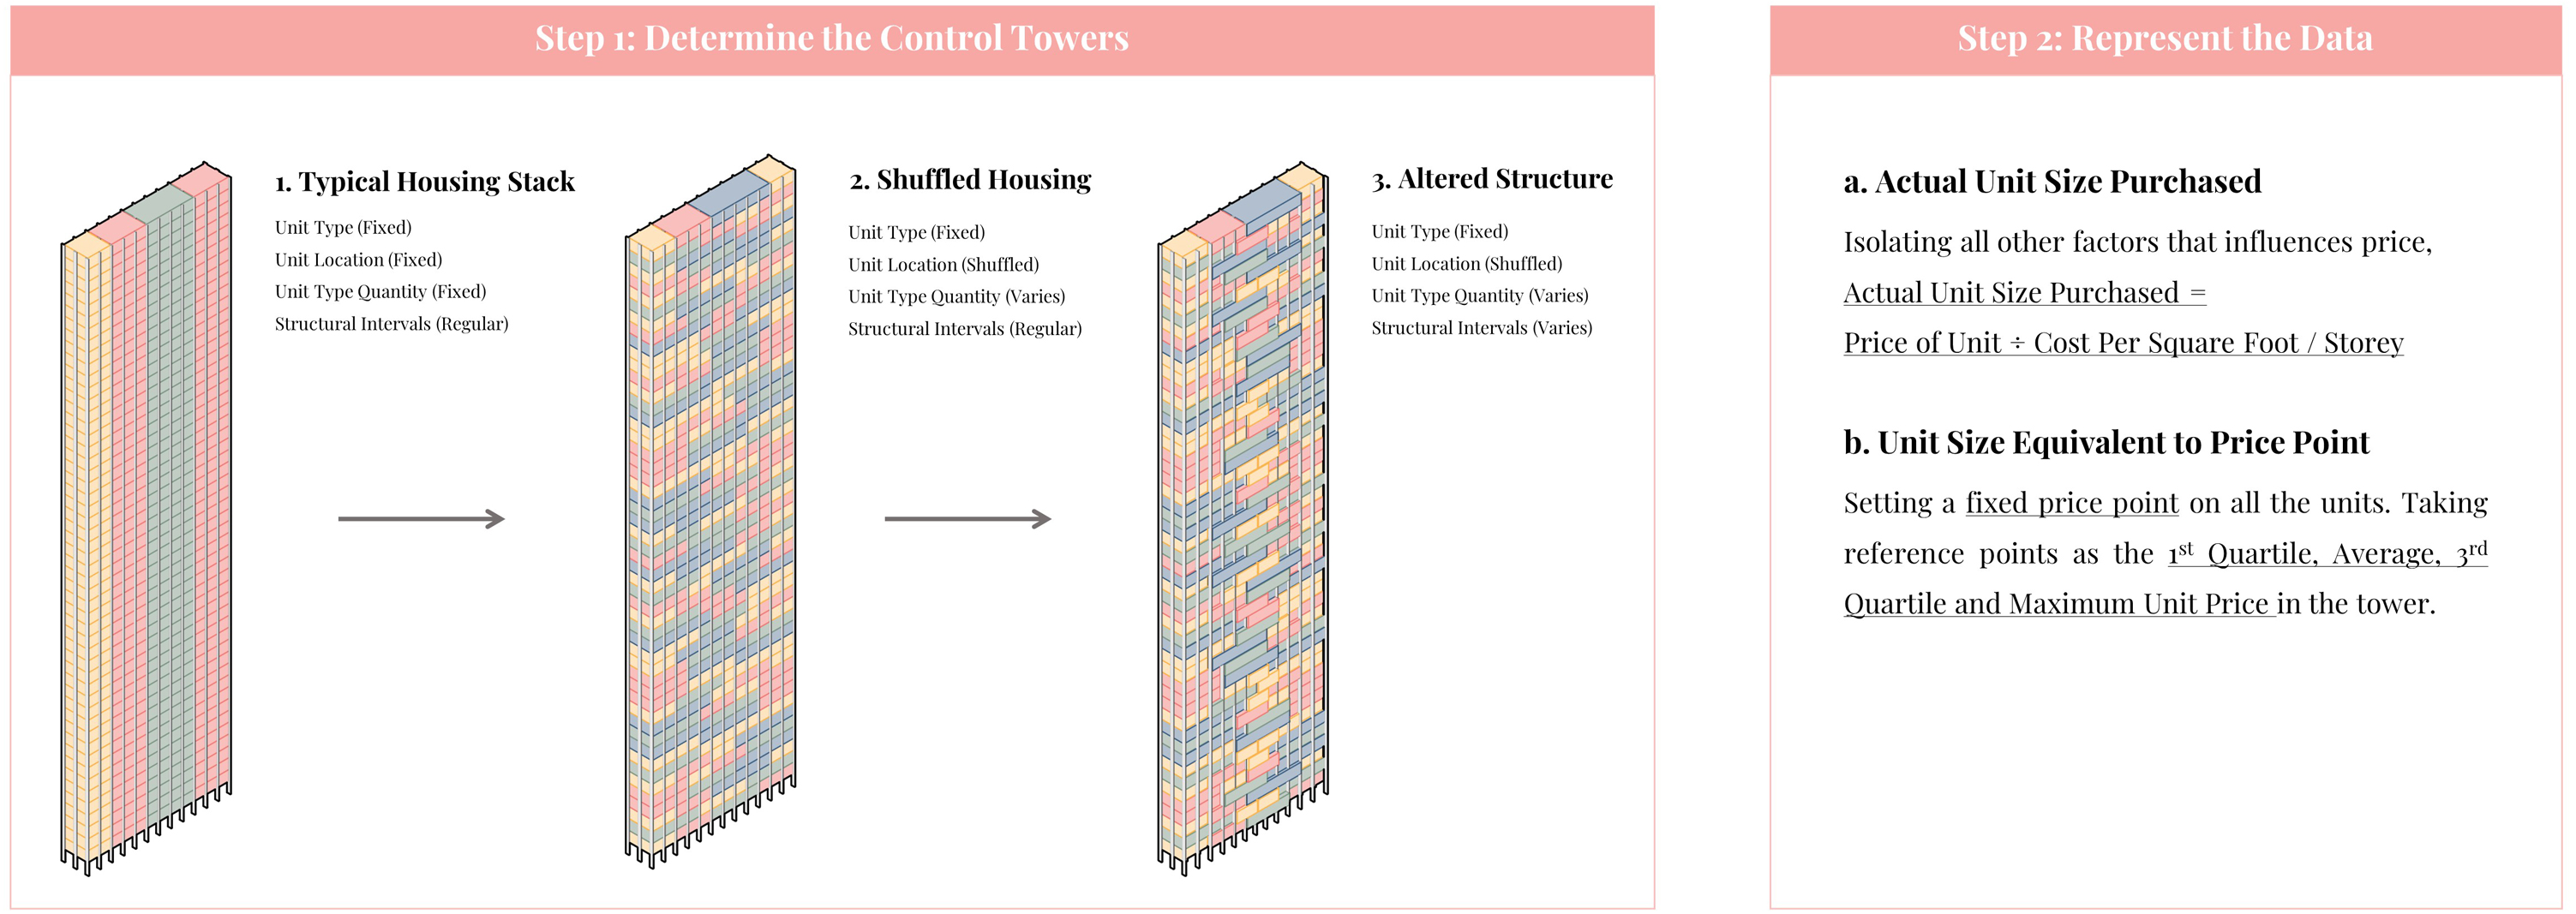 Step 1: Determine the Control Towers
1. Typical Housing Stack
Unit Type (Fixed)
Unit Location (Fixed)
Unit Type Quantity (Fixed)
Structural Intervals (Regular)
2. Shuffled Housing
Unit Type (Fixed)
Unit Location (Shuffled)
Unit Type Quantity (Varies)
Structural Intervals (Regular)
3. Altered Structure
Unit Type (Fixed)
Unit Location (Shuffled)
Unit Type Quantity (Varies)
Structural Intervals (Varies)
Step 2: Represent the Data
a. Actual Unit Size Purchased
Isolating all other factors that influences price,
Actual Unit Size Purchased =
Price of Unit ÷ Cost Per Square Foot / Storey
b. Unit Size Equivalent to Price Point
Setting a fixed price point on all the units. Taking
reference points as the 1st Quartile, Average, 3rd
Quartile and Maximum Unit Price in the tower.